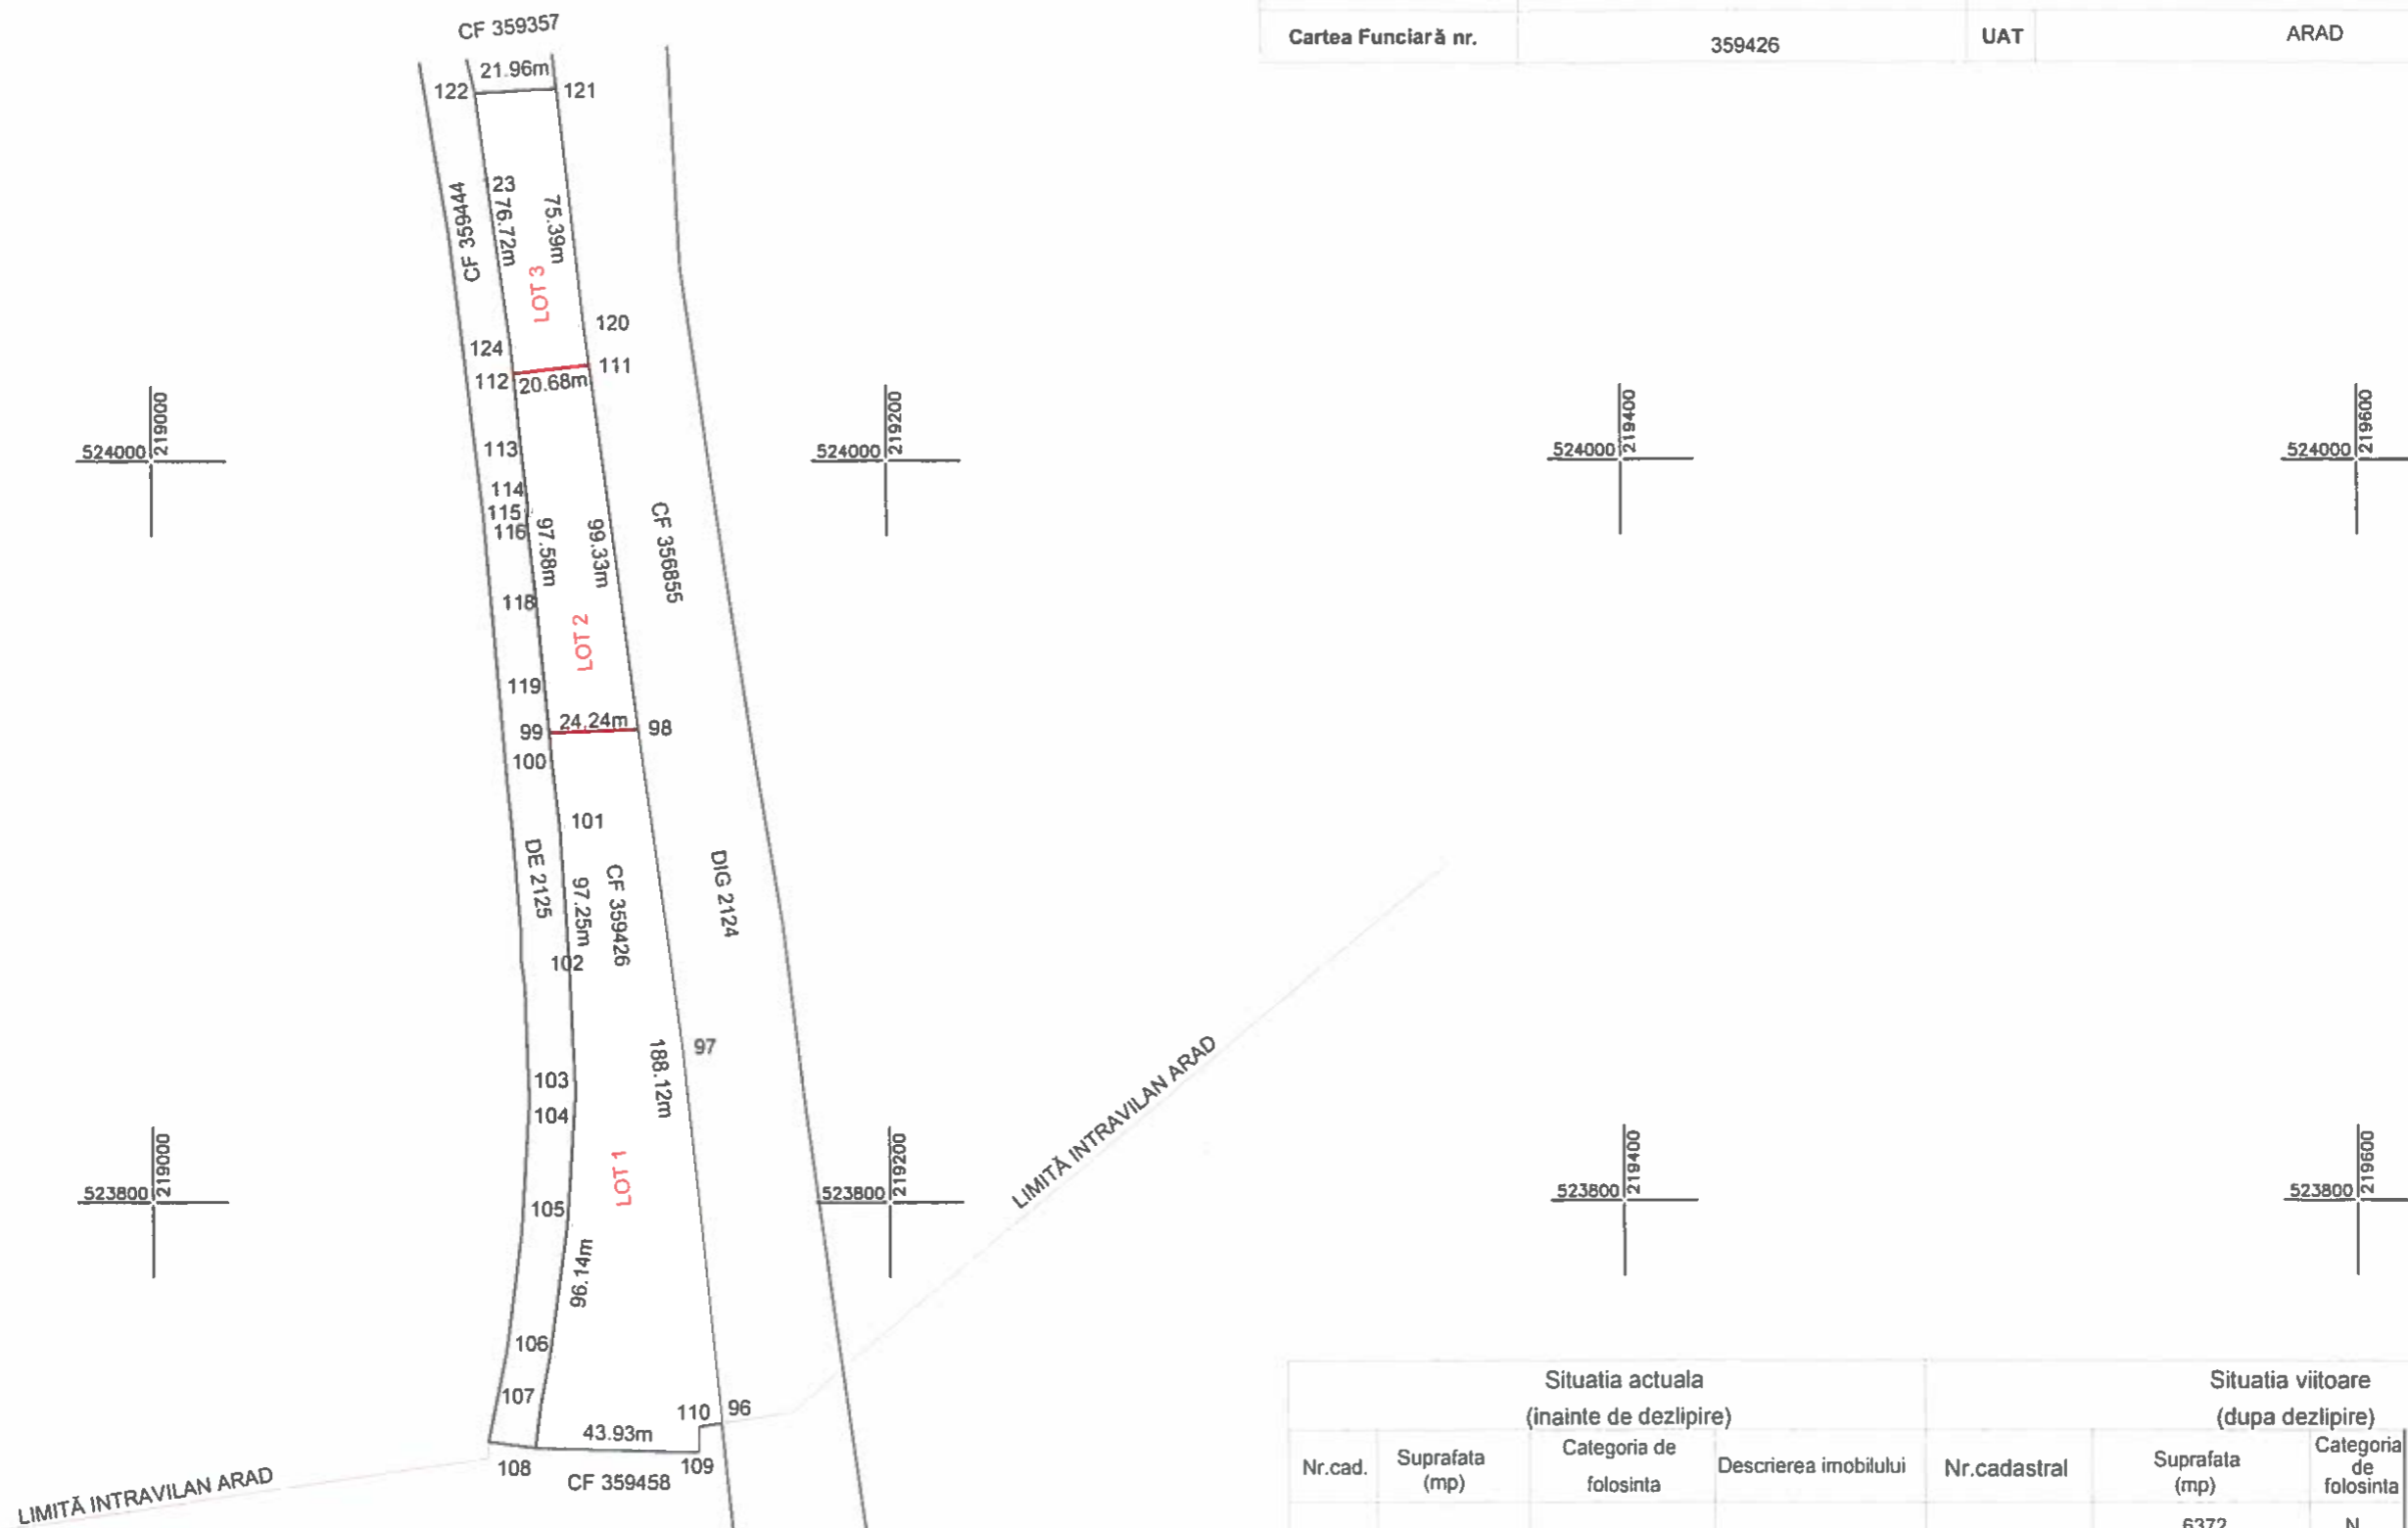 CF 359357
Cartea Funciară nr. 359426 UAT ARAD
21.96m
122
121
23
76.72m
75.39m
CF 359444
LOT 3
120
124
111
112
20.68m
524000 219000
524000 219200
524000 219400
524000 219600
113
114
115
116
97.58m
99.33m
CF 356855
118
LOT 2
119
24.24m
99
98
100
101
DE 2125
97.25m
CF 359426
DIG 2124
102
97
188.12m
103
104
LIMITĂ INTRAVILAN ARAD
LOT 1
523800 219000
523800 219200
523800 219400
523800 219600
105
96.14m
106
107
110
96
43.93m
108
109
CF 359458
LIMITĂ INTRAVILAN ARAD
Situatia actuala
(inainte de dezlipire)
Situatia viitoare
(dupa dezlipire)
Nr.cad.
Suprafata
(mp)
Categoria de
folosinta
Descrierea imobilului
Nr.cadastral
Suprafata
(mp)
Categoria
de
folosinta
6372 N